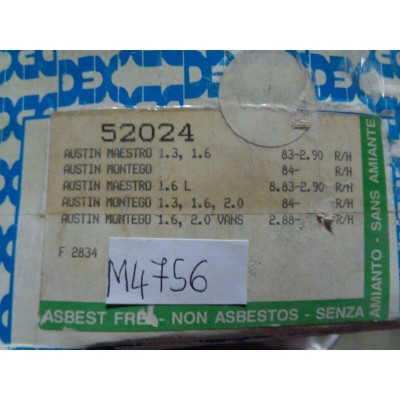 DEX
52024
AUSTIN MAESTRO 1.3, 1.6 83-2.90 R/H
AUSTIN MONTEGO 84- R/H
AUSTIN MAESTRO 1.6 L 8.83-2.90 R/H
AUSTIN MONTEGO 1.3, 1.6, 2.0 84- R/H
AUSTIN MONTEGO 1.6, 2.0 VANS 2.88- R/H
F 2834
M4756
ASBEST FREI - NON ASBESTOS - SENZA
AMIANTO - SANS AMIANTE